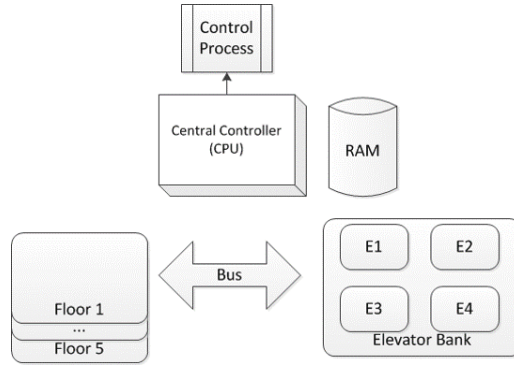 Control
Process
Central Controller
(CPU)
RAM
E1
E2
Bus
E3
E4
Floor 1
...
Floor 5
Elevator Bank